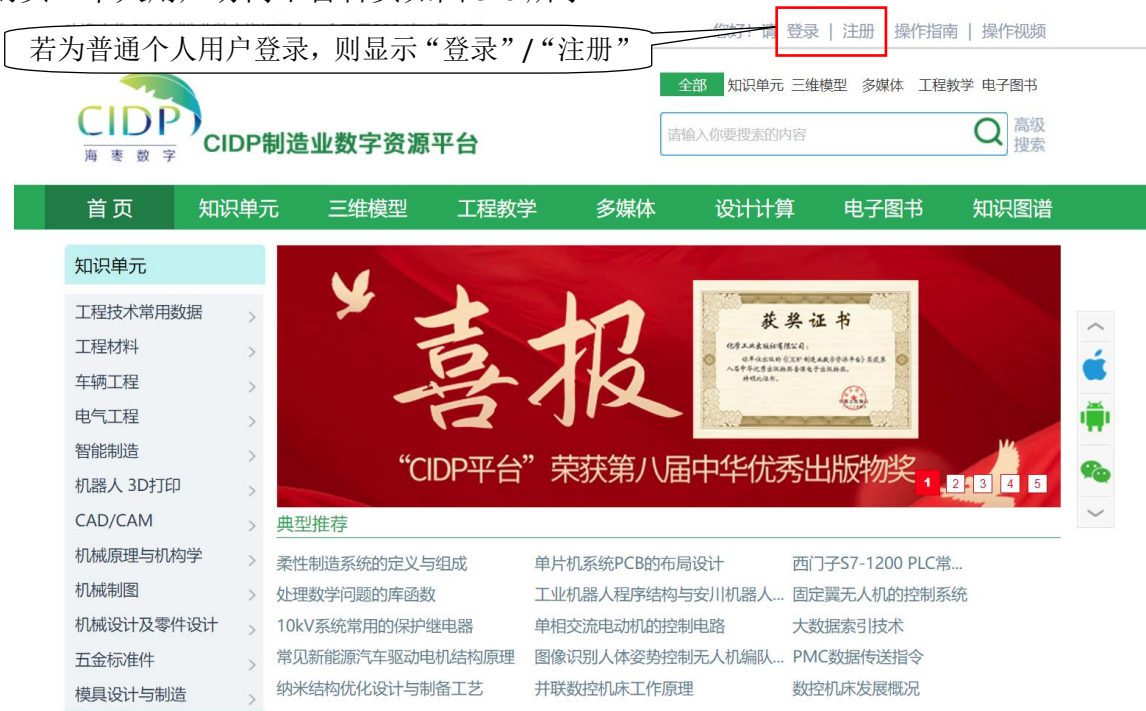 您好！请 登录 | 注册 操作指南 | 操作视频
若为普通个人用户登录，则显示“登录”/“注册”
全部 知识单元 三维模型 多媒体 工程教学 电子图书
CIDP
海枣数字
CIDP制造业数字资源平台
请输入你要搜索的内容
高级
搜索
首页 知识单元 三维模型 工程教学 多媒体 设计计算 电子图书 知识图谱
知识单元
工程技术常用数据
工程材料
车辆工程
电气工程
智能制造
机器人 3D打印
CAD/CAM
机械原理与机构学
机械制图
机械设计及零件设计
五金标准件
模具设计与制造
喜报
获奖证书
化学工业出版社有限公司：
“CIDP平台”荣获第八届中华优秀出版物奖
1 2 3 4 5
典型推荐
柔性制造系统的定义与组成 单片机系统PCB的布局设计 西门子S7-1200 PLC常...
处理数学问题的库函数 工业机器人程序结构与安川机器人... 固定翼无人机的控制系统
10kV系统常用的保护继电器 单相交流电动机的控制电路 大数据索引技术
常见新能源汽车驱动电机结构原理 图像识别人体姿势控制无人机编队... PMC数据传送指令
纳米结构优化设计与制备工艺 并联数控机床工作原理 数控机床发展概况